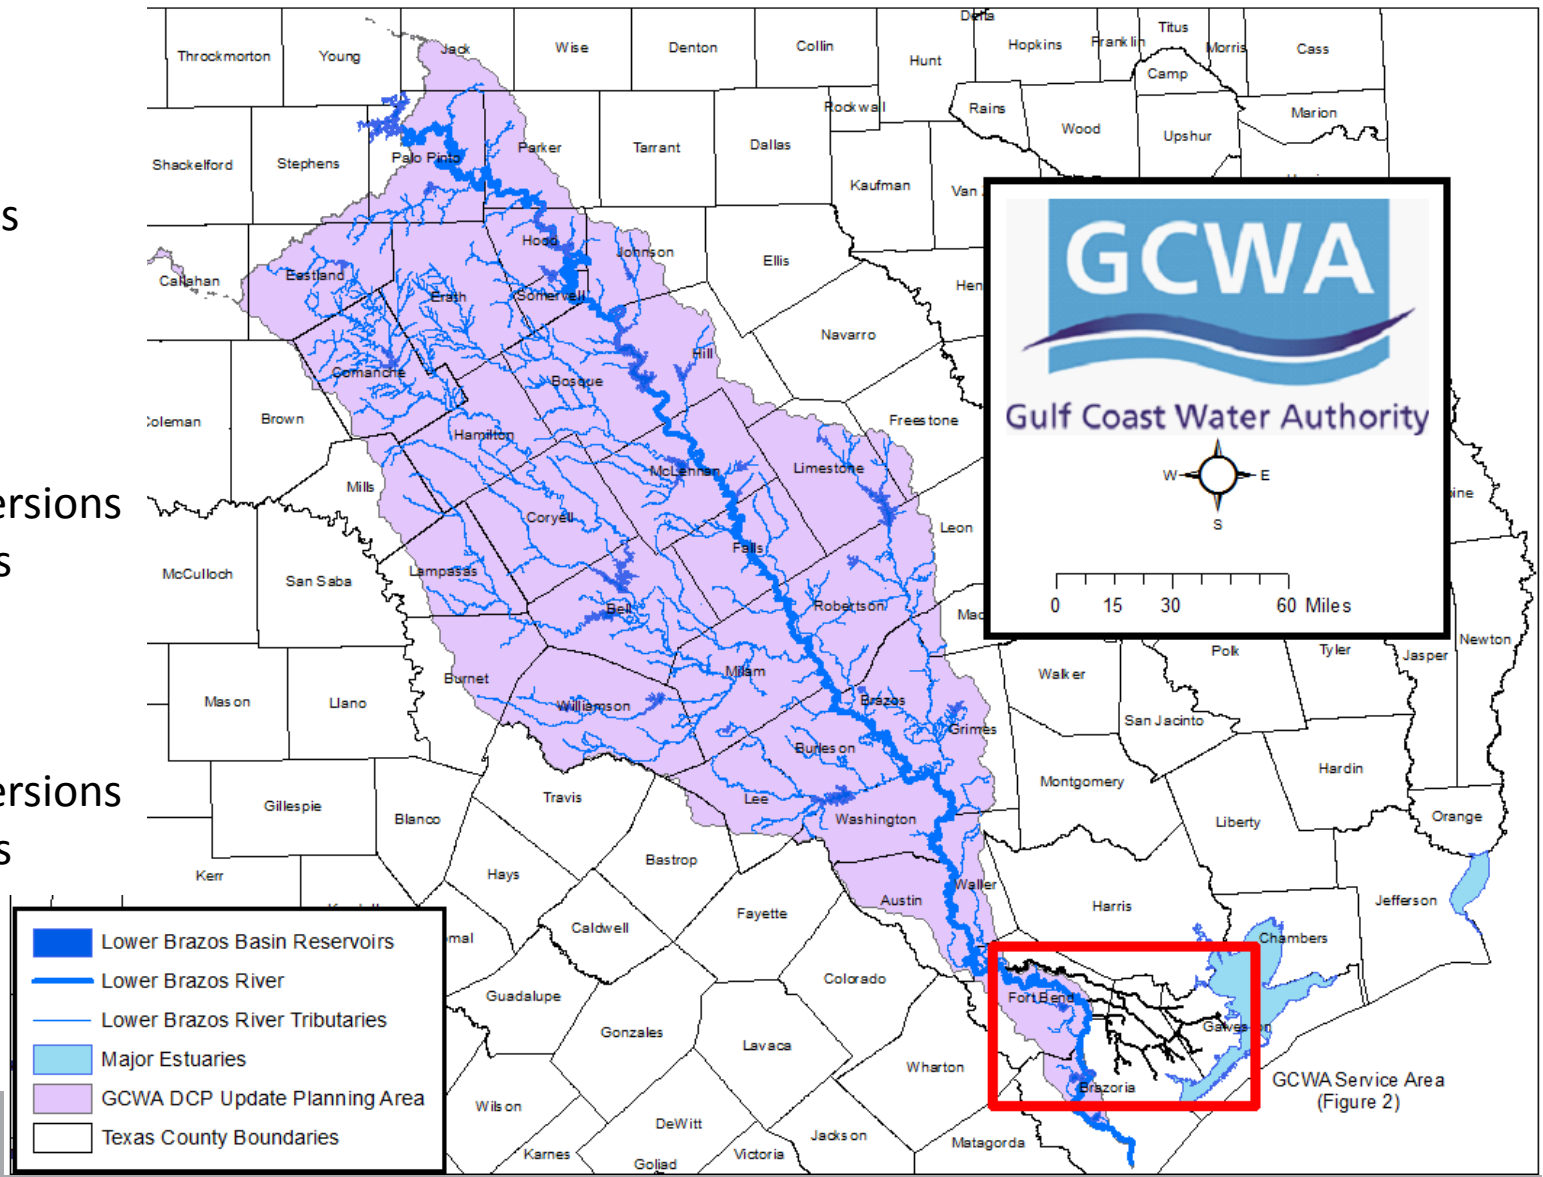 s
ersions
s
ersions
s
Delta
Titus
Throckmorton
Young
Jack
Wise
Denton
Collin
Hunt
Hopkins
Franklin
Morris
Cass
Camp
Rockwall
Rains
Wood
Upshur
Marion
Shackelford
Stephens
Palo Pinto
Parker
Tarrant
Dallas
Kaufman
Van
Callahan
Eastland
Erath
Hood
Somervell
Johnson
Ellis
Hen
Navarro
Hill
Bosque
Comanche
Coleman
Brown
Hamilton
Freestone
McLennan
Limestone
Mills
Coryell
Falls
Leon
McCulloch
San Saba
Lampasas
Bell
Robertson
Mad
Mason
Llano
Burnet
Milam
Williamson
Brazos
Burleson
Grimes
Walker
Polk
Tyler
Jasper
Newton
San Jacinto
Montgomery
Hardin
Orange
Liberty
Gillespie
Blanco
Travis
Lee
Washington
Kerr
Hays
Bastrop
Austin
Waller
Harris
Jefferson
Chambers
Caldwell
Fayette
Colorado
mal
Guadalupe
Gonzales
Lavaca
Wharton
Fort Bend
Galveston
Brazoria
Wilson
DeWitt
Jackson
Matagorda
Karnes
Goliad
Victoria
GCWA
Gulf Coast Water Authority
W
E
S
0 15 30 60 Miles
ine
GCWA Service Area
(Figure 2)
Lower Brazos Basin Reservoirs
Lower Brazos River
Lower Brazos River Tributaries
Major Estuaries
GCWA DCP Update Planning Area
Texas County Boundaries